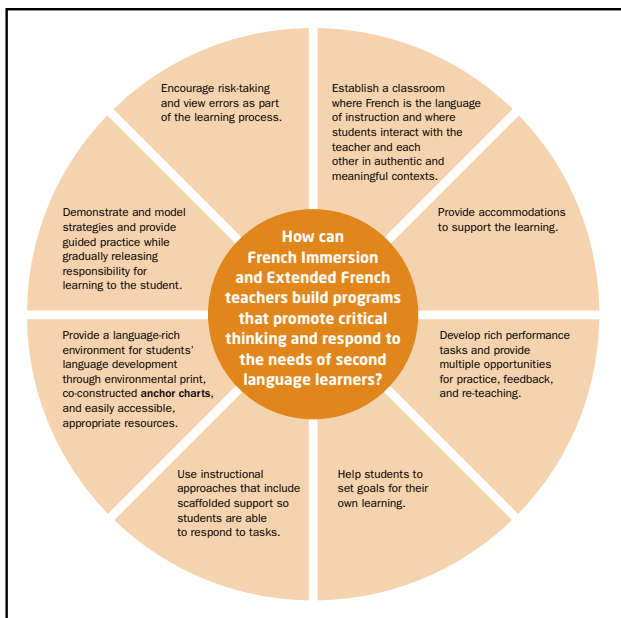 How can
French Immersion
and Extended French
teachers build programs
that promote critical
thinking and respond to
the needs of second
language learners?
Establish a classroom
where French is the language
of instruction and where
students interact with the
teacher and each
other in authentic and
meaningful contexts.
Provide accommodations
to support the learning.
Develop rich performance
tasks and provide
multiple opportunities
for practice, feedback,
and re-teaching.
Help students to
set goals for their
own learning.
Use instructional
approaches that include
scaffolded support so
students are able
to respond to tasks.
Provide a language-rich
environment for students'
language development
through environmental print,
co-constructed anchor charts,
and easily accessible,
appropriate resources.
Demonstrate and model
strategies and provide
guided practice while
gradually releasing
responsibility for
learning to the student.
Encourage risk-taking
and view errors as part
of the learning process.